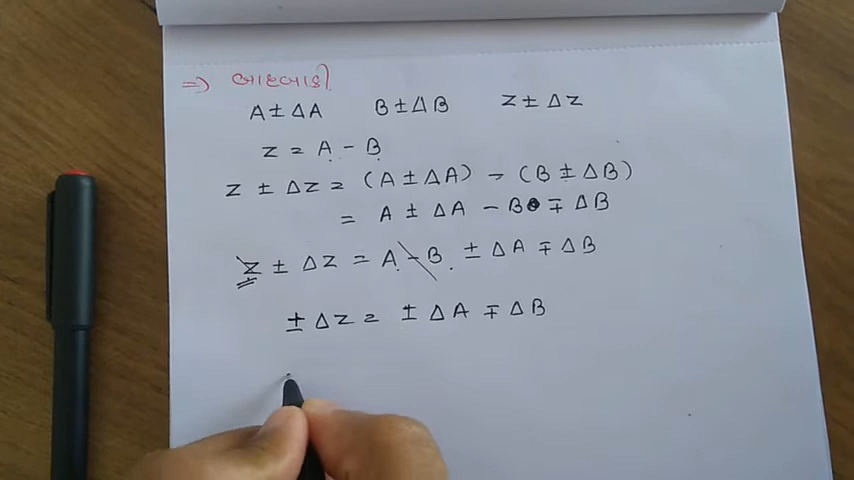 ⇒ બાદબાકી
A ± ΔA B ± ΔB Z ± ΔZ
Z = A - B
Z ± ΔZ = (A ± ΔA) - (B ± ΔB)
= A ± ΔA - B ∓ ΔB
Z ± ΔZ = A - B ± ΔA ∓ ΔB
± ΔZ = ± ΔA ∓ ΔB